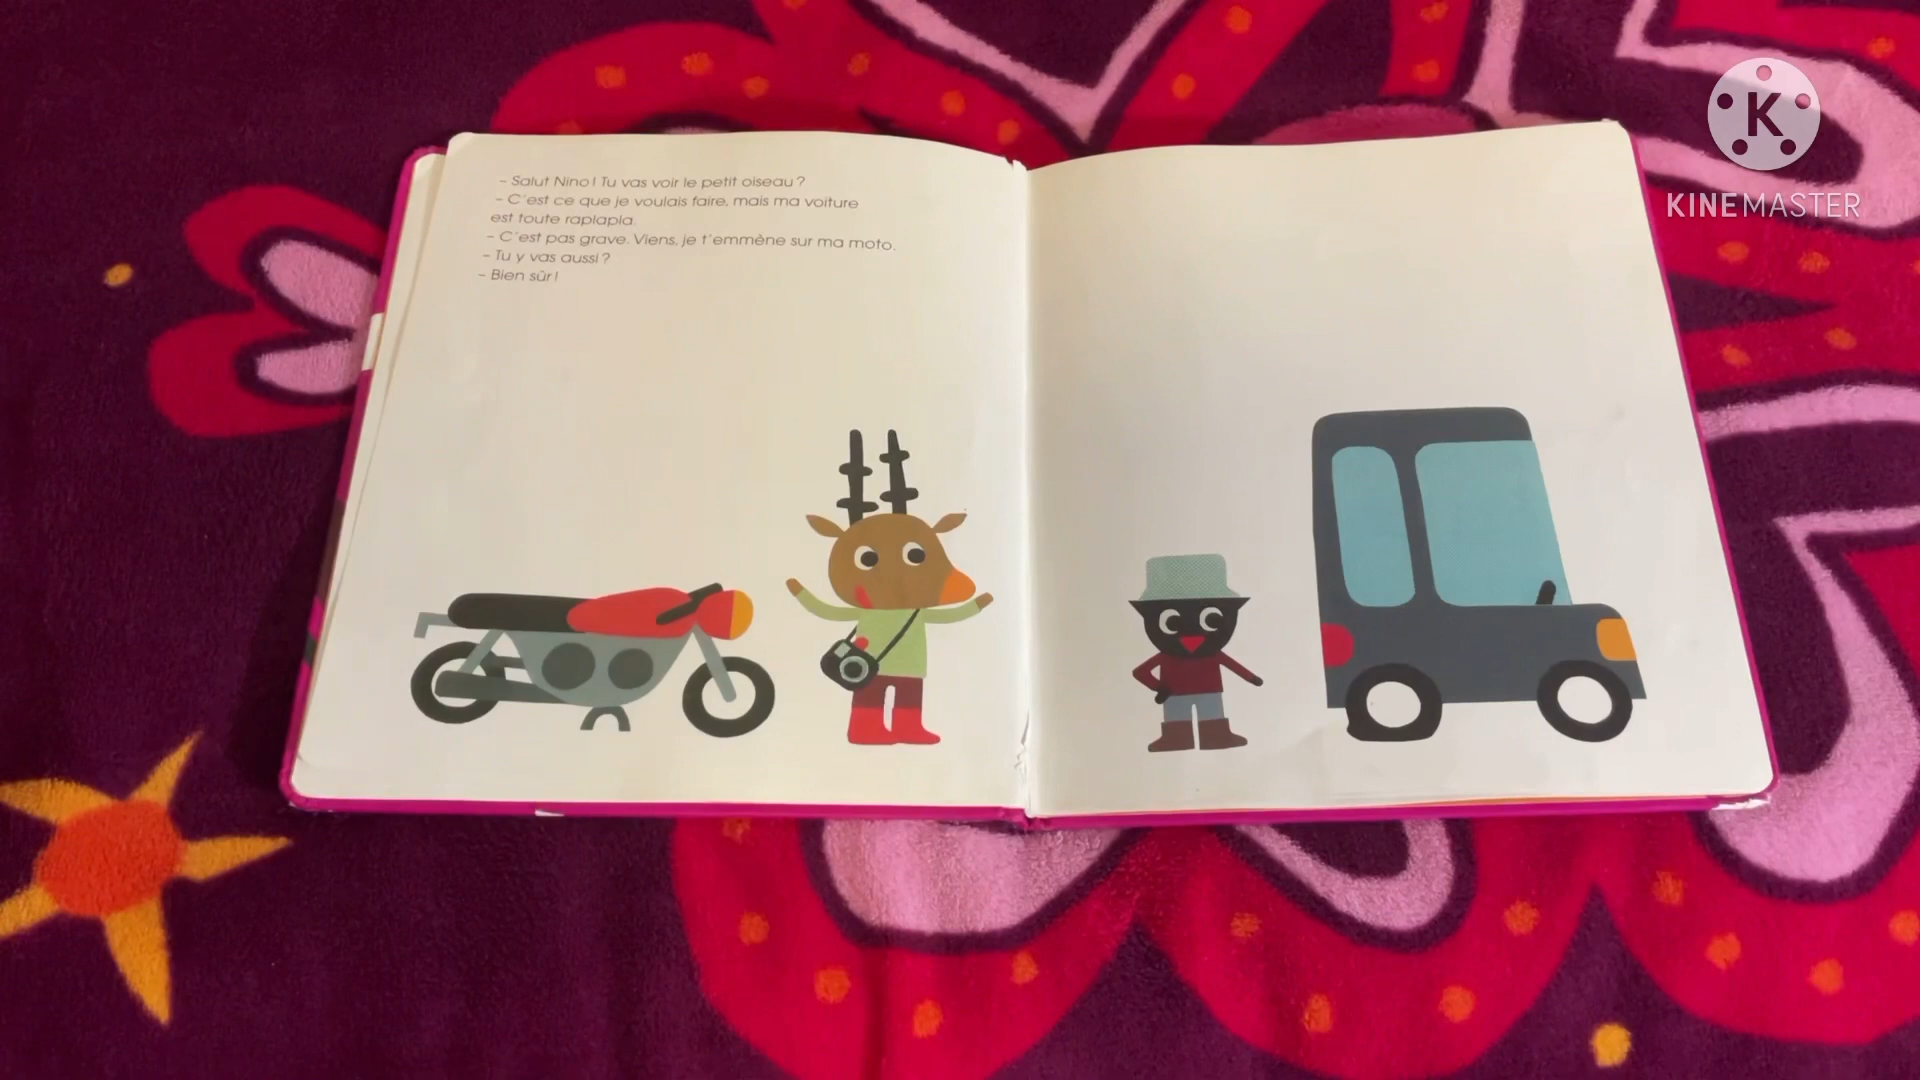 – Salut Nino! Tu vas voir le petit oiseau?
– C'est ce que je voulais faire, mais ma voiture
est toute raplapla.
– C'est pas grave. Viens, je t'emmène sur ma moto.
– Tu y vas aussi?
– Bien sûr!
K
KINEMASTER